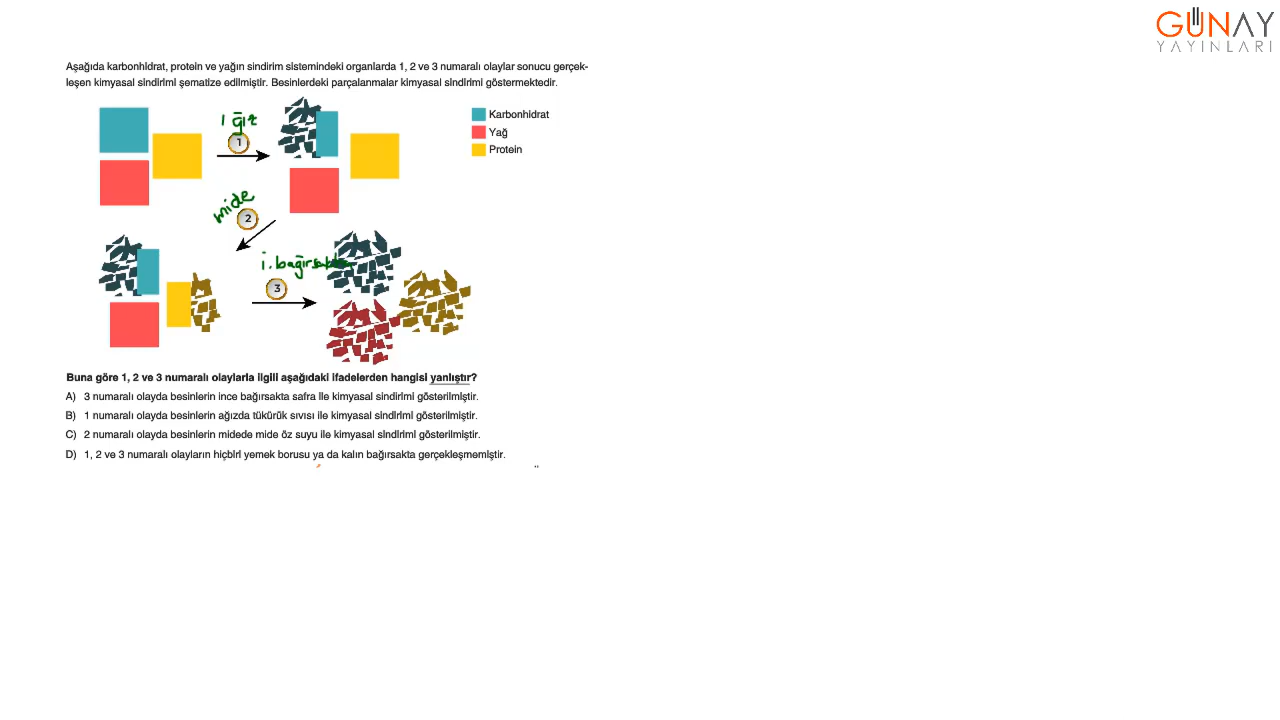 GÜNAY
YAYINLARI
Aşağıda karbonhidrat, protein ve yağın sindirim sistemindeki organlarda 1, 2 ve 3 numaralı olaylar sonucu gerçek-
leşen kimyasal sindirimi şematize edilmiştir. Besinlerdeki parçalanmalar kimyasal sindirimi göstermektedir.
1
2
mide
3
Karbonhidrat
Yağ
Protein
Buna göre 1, 2 ve 3 numaralı olaylarla ilgili aşağıdaki ifadelerden hangisi yanlıştır?
A) 3 numaralı olayda besinlerin ince bağırsakta safra ile kimyasal sindirimi gösterilmiştir.
B) 1 numaralı olayda besinlerin ağızda tükürük sıvısı ile kimyasal sindirimi gösterilmiştir.
C) 2 numaralı olayda besinlerin midede mide öz suyu ile kimyasal sindirimi gösterilmiştir.
D) 1, 2 ve 3 numaralı olayların hiçbiri yemek borusu ya da kalın bağırsakta gerçekleşmemiştir.